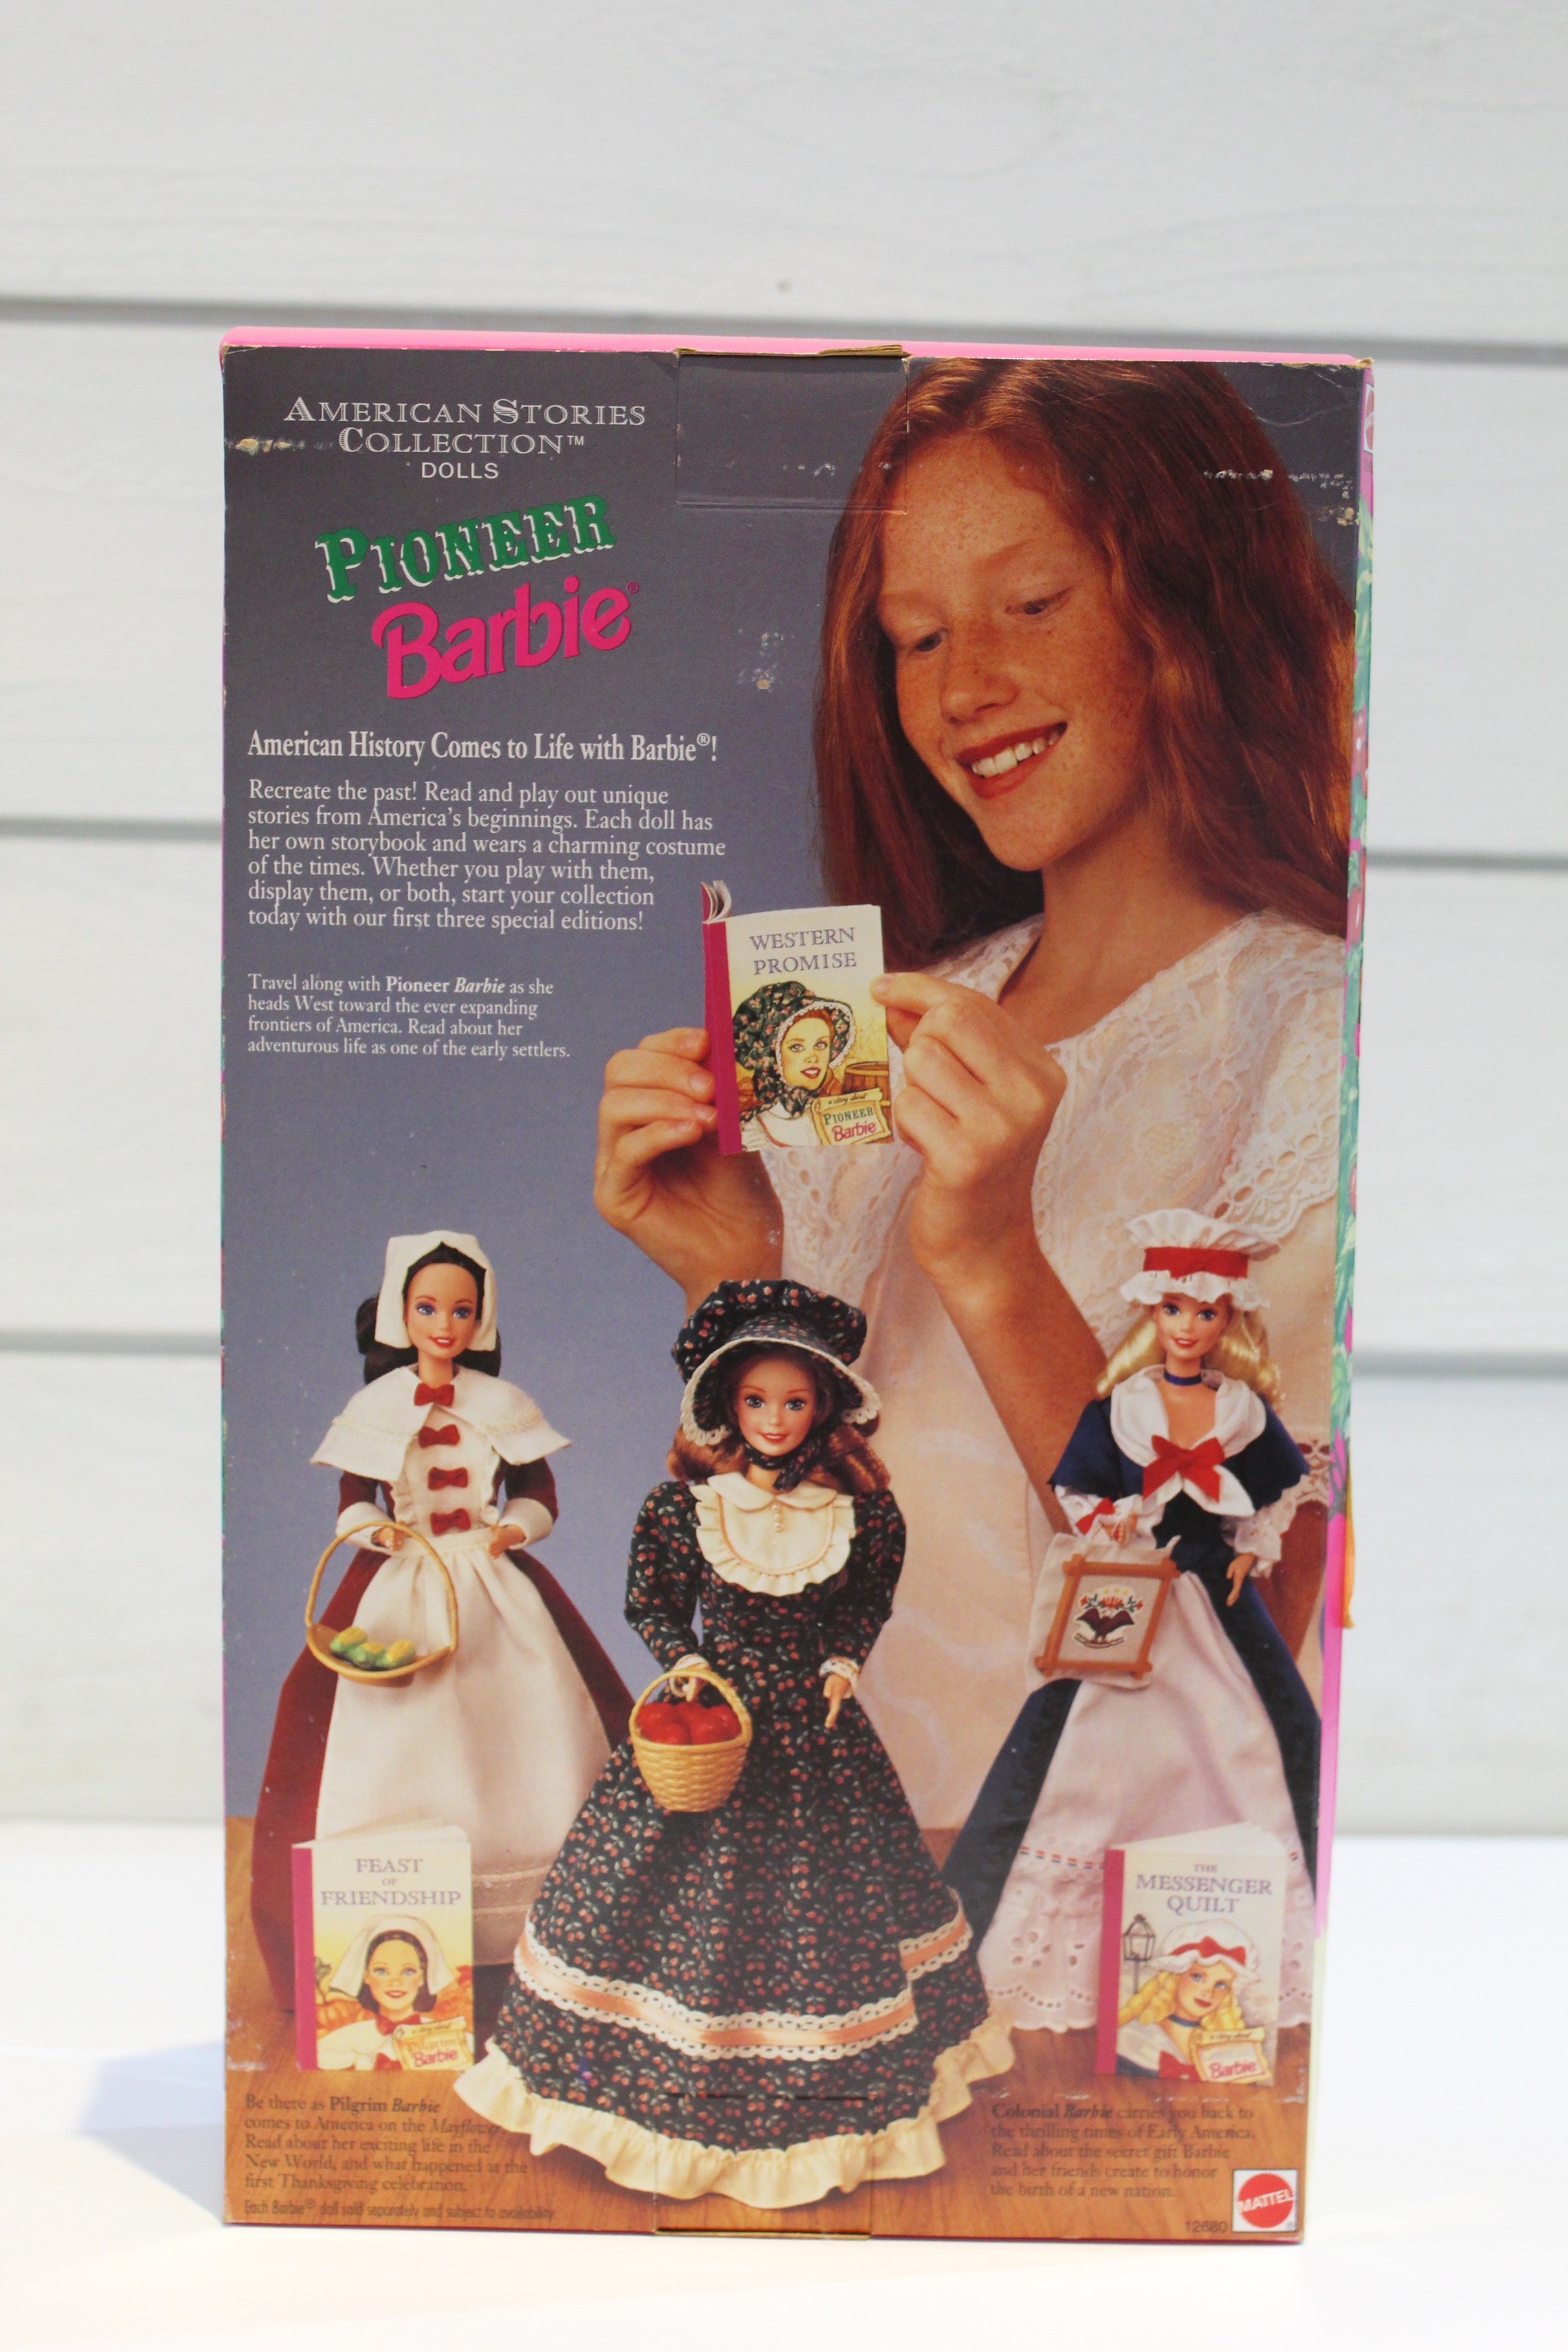 AMERICAN STORIES
COLLECTION™
DOLLS
PIONEER
Barbie®
American History Comes to Life with Barbie®!
Recreate the past! Read and play out unique
stories from America's beginnings. Each doll has
her own storybook and wears a charming costume
of the times. Whether you play with them,
display them, or both, start your collection
today with our first three special editions!
Travel along with Pioneer Barbie as she
heads West toward the ever expanding
frontiers of America. Read about her
adventurous life as one of the early settlers.
WESTERN
PROMISE
a story about
PIONEER
Barbie
FEAST
OF
FRIENDSHIP
a story about
Barbie
THE
MESSENGER
QUILT
a story about
Barbie
Be there as Pilgrim Barbie
comes to America on the Mayflower.
Read about her exciting life in the
New World, and what happened at the
first Thanksgiving celebration.
Each Barbie® doll sold separately and subject to availability.
Colonial Barbie carries you back to
the thrilling times of Early America.
Read about the secret gift Barbie
and her friends create to honor
the birth of a new nation.
12680
MATTEL